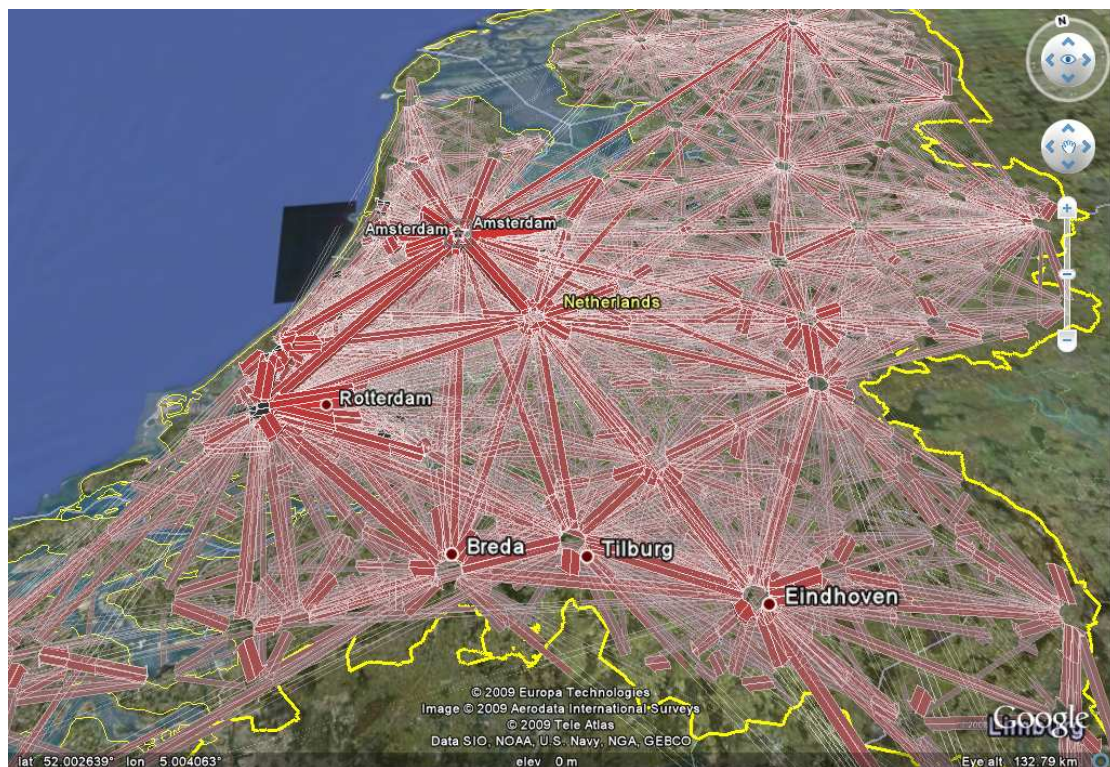 N
Amsterdam
Amsterdam
Netherlands
Rotterdam
Breda
Tilburg
Eindhoven
© 2009 Europa Technologies
Image © 2009 Aerodata International Surveys
© 2009 Tele Atlas
Data SIO, NOAA, U.S. Navy, NGA, GEBCO
© 2009 Google
Limburg
lat 52.002639° lon 5.004063° elev 0 m Eye alt 132.79 km